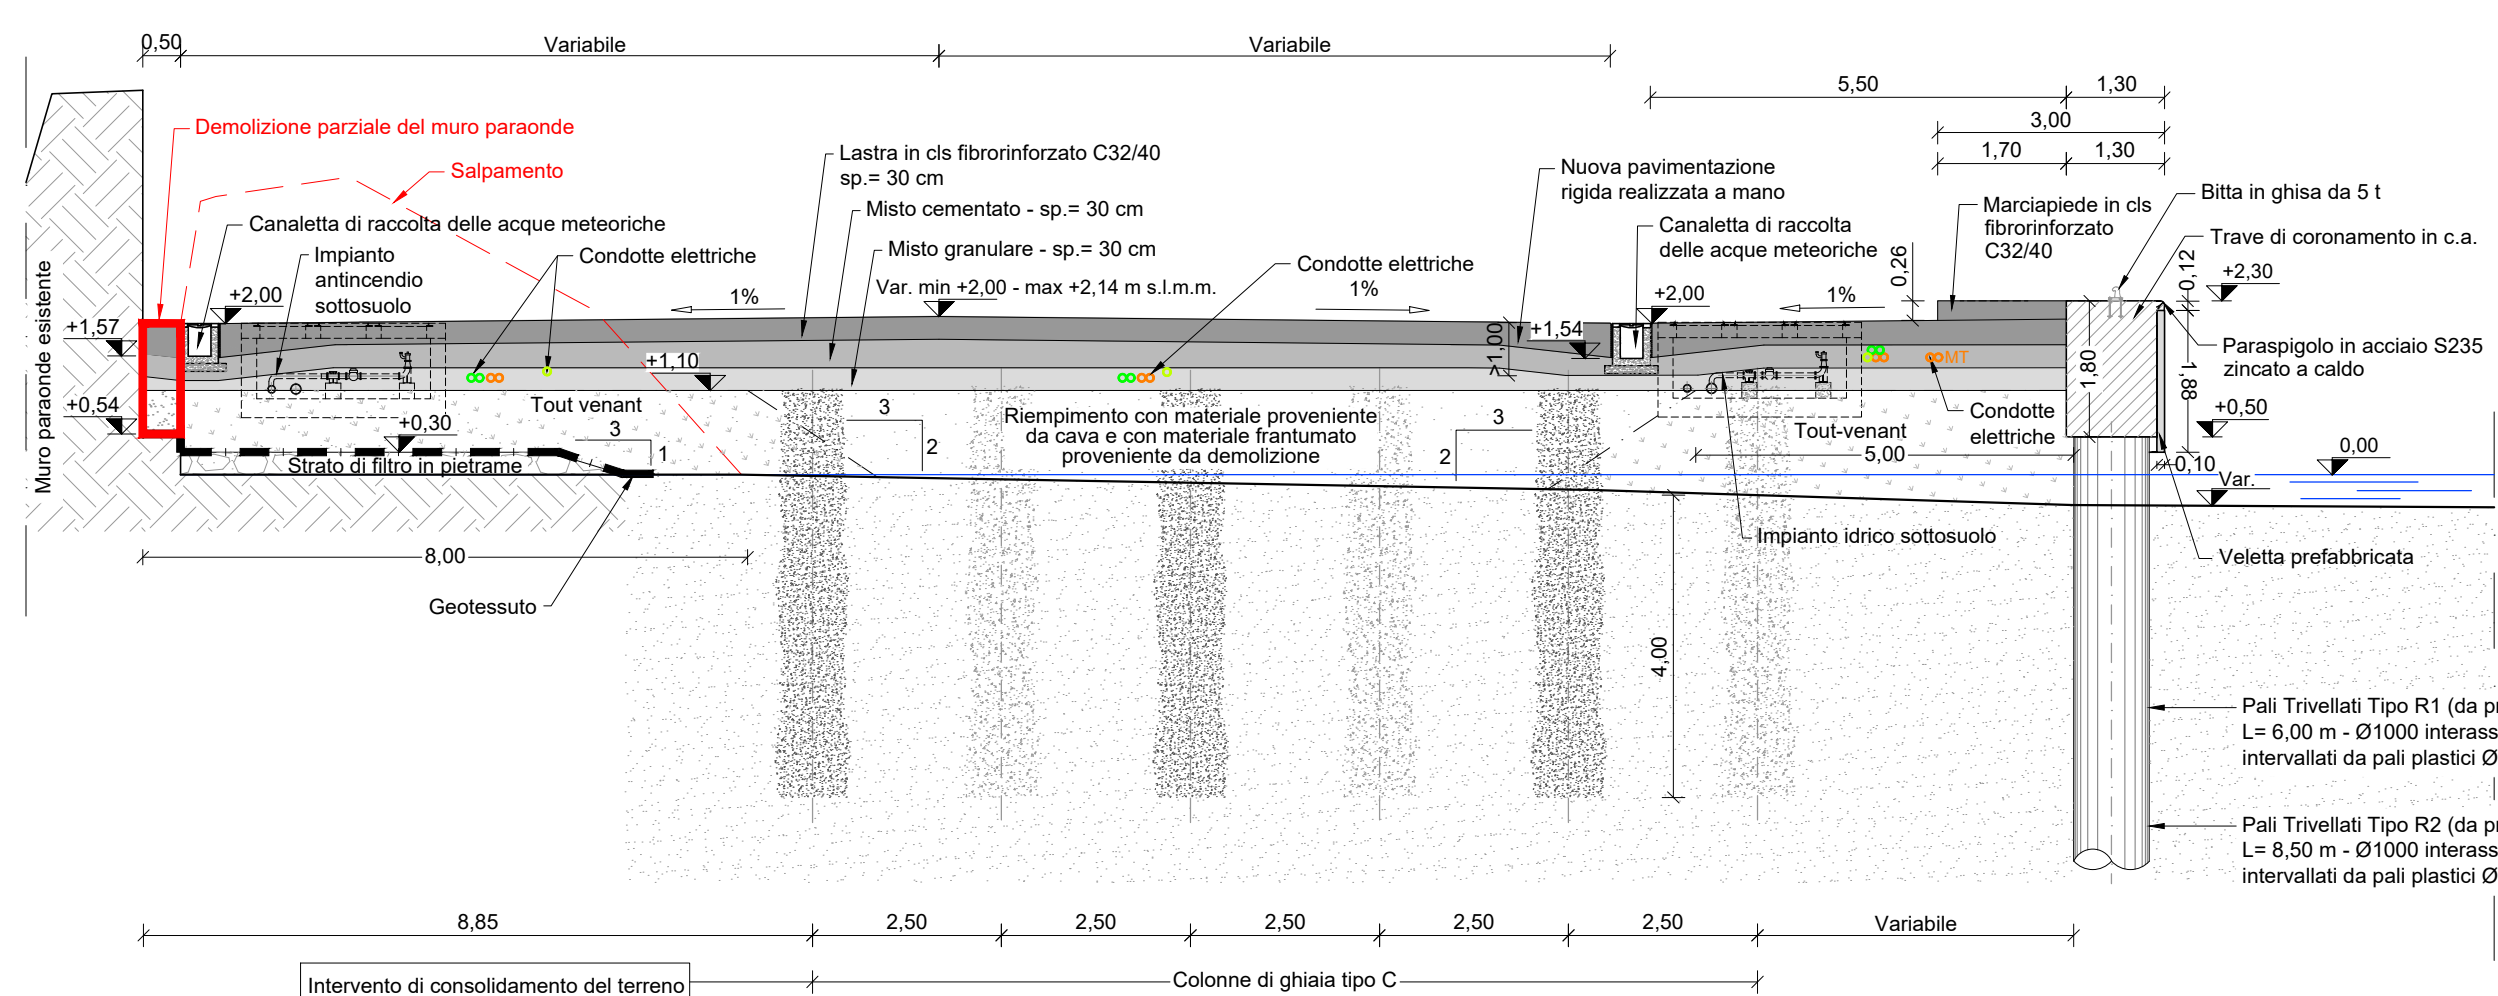 0,50
Variabile
Variabile
5,50
1,30
3,00
1,70
1,30
Demolizione parziale del muro paraonde
Salpamento
Canaletta di raccolta delle acque meteoriche
Impianto
antincendio
sottosuolo
Condotte elettriche
Lastra in cls fibrorinforzato C32/40
sp.= 30 cm
Misto cementato - sp.= 30 cm
Misto granulare - sp.= 30 cm
Var. min +2,00 - max +2,14 m s.l.m.m.
Condotte elettriche
Nuova pavimentazione
rigida realizzata a mano
Canaletta di raccolta
delle acque meteoriche
Marciapiede in cls
fibrorinforzato
C32/40
Bitta in ghisa da 5 t
Trave di coronamento in c.a.
0,26
0,12
+2,30
+2,00
1%
1%
+2,00
1%
Muro paraonde esistente
+1,57
+1,10
>1,00
+1,54
MT
1,80
1,88
Paraspigolo in acciaio S235
zincato a caldo
+0,54
+0,30
Tout venant
3
1
3
2
Riempimento con materiale proveniente
da cava e con materiale frantumato
proveniente da demolizione
3
2
Tout-venant
Condotte
elettriche
+0,50
5,00
0,10
0,00
Var.
Strato di filtro in pietrame
8,00
Geotessuto
Impianto idrico sottosuolo
Veletta prefabbricata
4,00
Pali Trivellati Tipo R1 (da
L= 6,00 m - Ø1000
intervallati da pali plastici Ø
Pali Trivellati Tipo R2 (da
L= 8,50 m - Ø1000
intervallati da pali plastici Ø
8,85
2,50
2,50
2,50
2,50
2,50
Variabile
Intervento di consolidamento del terreno
Colonne di ghiaia tipo C